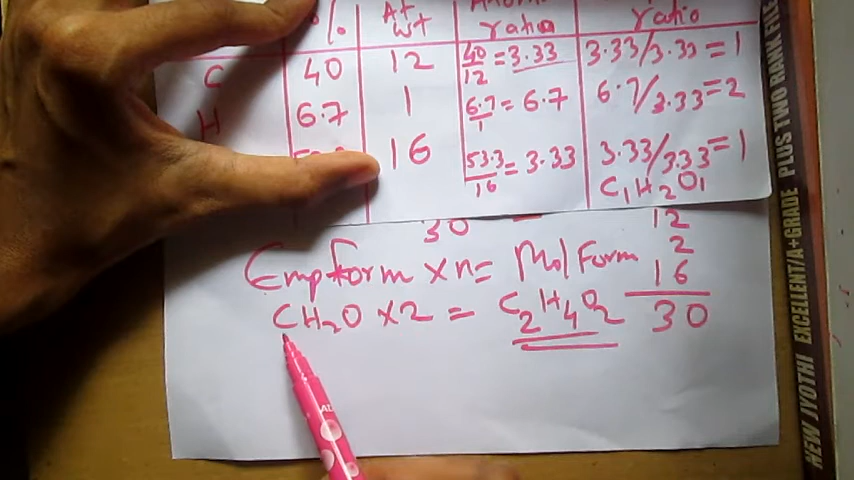 % At wt ratio ratio
C 40 12 40/12 = 3.33 3.33/3.33 = 1
H 6.7 1 6.7/1 = 6.7 6.7/3.33 = 2
16 53.3/16 = 3.33 3.33/3.33 = 1
C1H2O1
30 12
2
Emp Form x n = Mol Form 16
CH2O x 2 = C2H4O2 30
NEW JYOTHI EXCELLENT/A+GRADE PLUS TWO RANK FILE